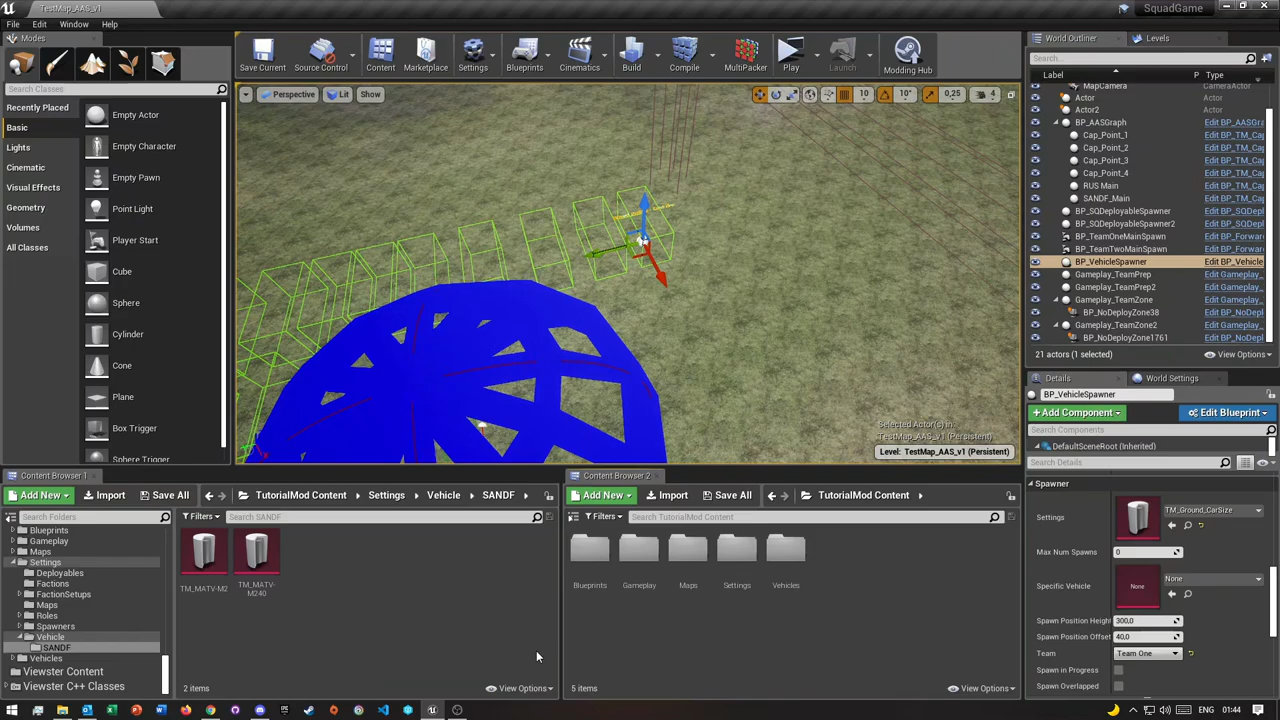 TestMap_AAS_v1
SquadGame
File Edit Window Help
Modes
Search Classes
Recently Placed
Basic
Lights
Cinematic
Visual Effects
Geometry
Volumes
All Classes
Empty Actor
Empty Character
Empty Pawn
Point Light
Player Start
Cube
Sphere
Cylinder
Cone
Plane
Box Trigger
Sphere Trigger
Save Current
Source Control
Content
Marketplace
Settings
Blueprints
Cinematics
Build
Compile
MultiPacker
Play
Launch
Modding Hub
Perspective
Lit
Show
10
10°
0,25
4
Selected Actor(s) in
TestMap_AAS_v1 (Persistent)
Level: TestMap_AAS_v1 (Persistent)
World Outliner
Levels
Search...
Label P Type
MapCamera CameraActor
Actor Actor
Actor2 Actor
BP_AASGraph Edit BP_AASGra
Cap_Point_1 Edit BP_TM_Cap
Cap_Point_2 Edit BP_TM_Cap
Cap_Point_3 Edit BP_TM_Cap
Cap_Point_4 Edit BP_TM_Cap
RUS Main Edit BP_TM_Cap
SANDF_Main Edit BP_TM_Cap
BP_SQDeployableSpawner Edit BP_SQDepl
BP_SQDeployableSpawner2 Edit BP_SQDepl
BP_TeamOneMainSpawn Edit BP_Forwar
BP_TeamTwoMainSpawn Edit BP_Forwar
BP_VehicleSpawner Edit BP_Vehicle
Gameplay_TeamPrep Edit Gameplay_
Gameplay_TeamPrep2 Edit Gameplay_
Gameplay_TeamZone Edit Gameplay_
BP_NoDeployZone38 Edit BP_NoDepl
Gameplay_TeamZone2 Edit Gameplay_
BP_NoDeployZone1761 Edit BP_NoDepl
21 actors (1 selected)
View Options
Details
World Settings
BP_VehicleSpawner
+Add Component
Edit Blueprint
Search Components
DefaultSceneRoot (Inherited)
Search Details
Spawner
Settings
TM_Ground_CarSize
Max Num Spawns 0
Specific Vehicle
None
None
Spawn Position Height 300,0
Spawn Position Offset 40,0
Team Team One
Spawn in Progress
Spawn Overlapped
Content Browser 1
Add New
Import
Save All
TutorialMod Content
Settings
Vehicle
SANDF
Search Folders
Filters
Search SANDF
Blueprints
Gameplay
Maps
Settings
Deployables
Factions
FactionSetups
Maps
Roles
Spawners
Vehicle
SANDF
Vehicles
Viewster Content
Viewster C++ Classes
TM_MATV-M2
TM_MATV-
M240
2 items
View Options
Content Browser 2
Add New
Import
Save All
TutorialMod Content
Filters
Search TutorialMod Content
Blueprints
Gameplay
Maps
Settings
Vehicles
5 items
View Options
ENG
01:44